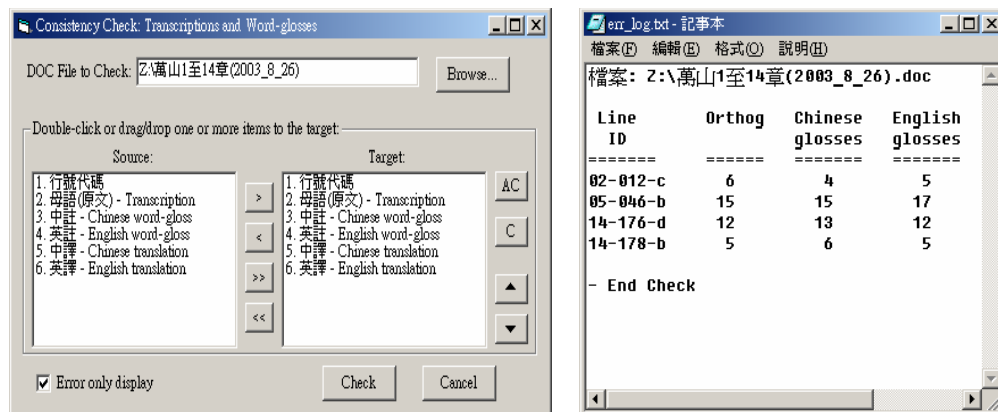 Consistency Check: Transcriptions and Word-glosses
DOC File to Check: Z:\萬山1至14章(2003_8_26)
Browse...
Double-click or drag/drop one or more items to the target:
Source:
1. 行號代碼
2. 母語(原文) - Transcription
3. 中註 - Chinese word-gloss
4. 英註 - English word-gloss
5. 中譯 - Chinese translation
6. 英譯 - English translation
>
<
>>
<<
Target:
1. 行號代碼
2. 母語(原文) - Transcription
3. 中註 - Chinese word-gloss
4. 英註 - English word-gloss
5. 中譯 - Chinese translation
6. 英譯 - English translation
AC
C
Error only display
Check
Cancel
err_log.txt - 記事本
檔案(F) 編輯(E) 格式(O) 說明(H)
檔案: Z:\萬山1至14章(2003_8_26).doc
Line Orthog Chinese English
ID glosses glosses
======= ====== ======= =======
02-012-c 6 4 5
05-046-b 15 15 17
14-176-d 12 13 12
14-178-b 5 6 5
- End Check